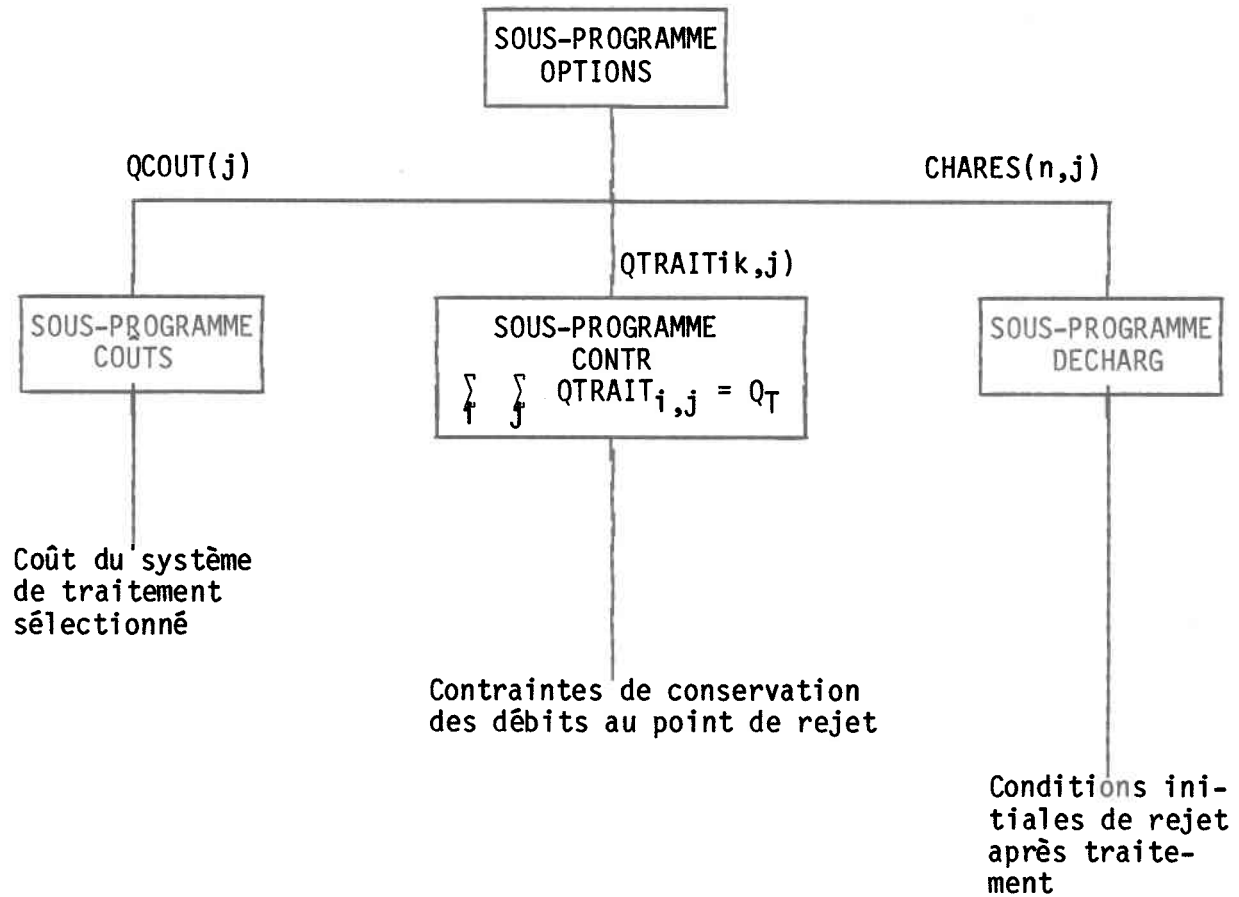 SOUS-PROGRAMME
OPTIONS
QCOUT(j)
CHARES(n,j)
QTRAITik,j)
SOUS-PROGRAMME
COÛTS
SOUS-PROGRAMME
CONTR
∑i ∑j QTRAITi,j = QT
SOUS-PROGRAMME
DECHARG
Coût du système
de traitement
sélectionné
Contraintes de conservation
des débits au point de rejet
Conditions ini-
tiales de rejet
après traite-
ment